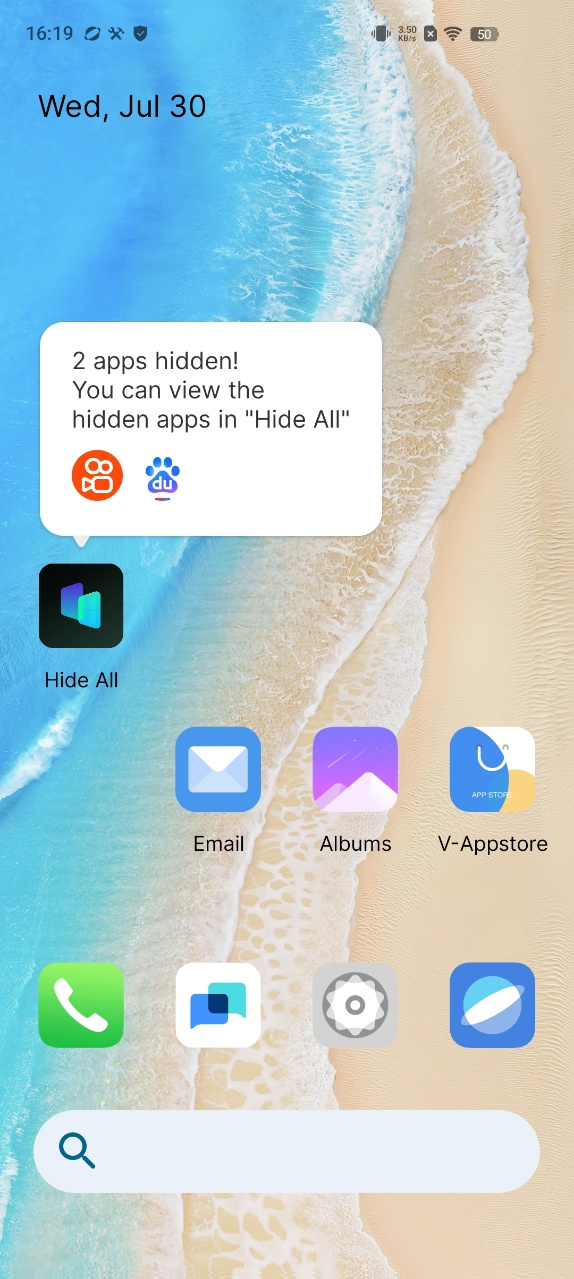 16:19
3.50
KB/s
50
Wed, Jul 30
2 apps hidden!
You can view the
hidden apps in "Hide All"
du
Hide All
APP STORE
Email
Albums
V-Appstore